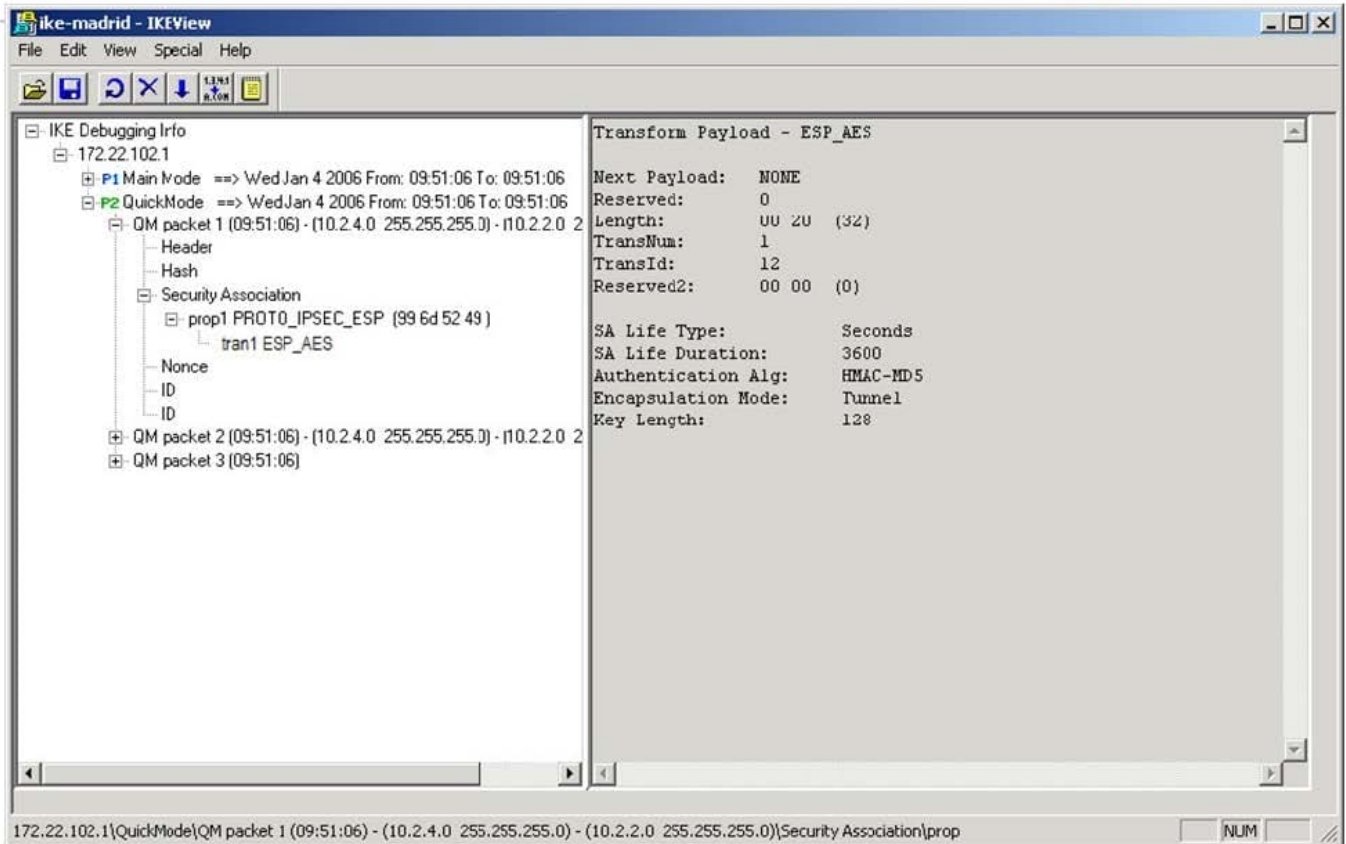 ike-madrid - IKEView
File Edit View Special Help
IKE Debugging Info
172.22.102.1
P1 Main Mode ==> Wed Jan 4 2006 From: 09:51:06 To: 09:51:06
P2 QuickMode ==> Wed Jan 4 2006 From: 09:51:06 To: 09:51:06
QM packet 1 (09:51:06) - (10.2.4.0 255.255.255.0) - (10.2.2.0 2
Header
Hash
Security Association
prop1 PROTO_IPSEC_ESP (99 6d 52 49 )
tran1 ESP_AES
Nonce
ID
ID
QM packet 2 (09:51:06) - (10.2.4.0 255.255.255.0) - (10.2.2.0 2
QM packet 3 (09:51:06)
Transform Payload - ESP_AES
Next Payload: NONE
Reserved: 0
Length: 00 20 (32)
TransNum: 1
TransId: 12
Reserved2: 00 00 (0)
SA Life Type: Seconds
SA Life Duration: 3600
Authentication Alg: HMAC-MD5
Encapsulation Mode: Tunnel
Key Length: 128
172.22.102.1\QuickMode\QM packet 1 (09:51:06) - (10.2.4.0 255.255.255.0) - (10.2.2.0 255.255.255.0)\Security Association\prop
NUM